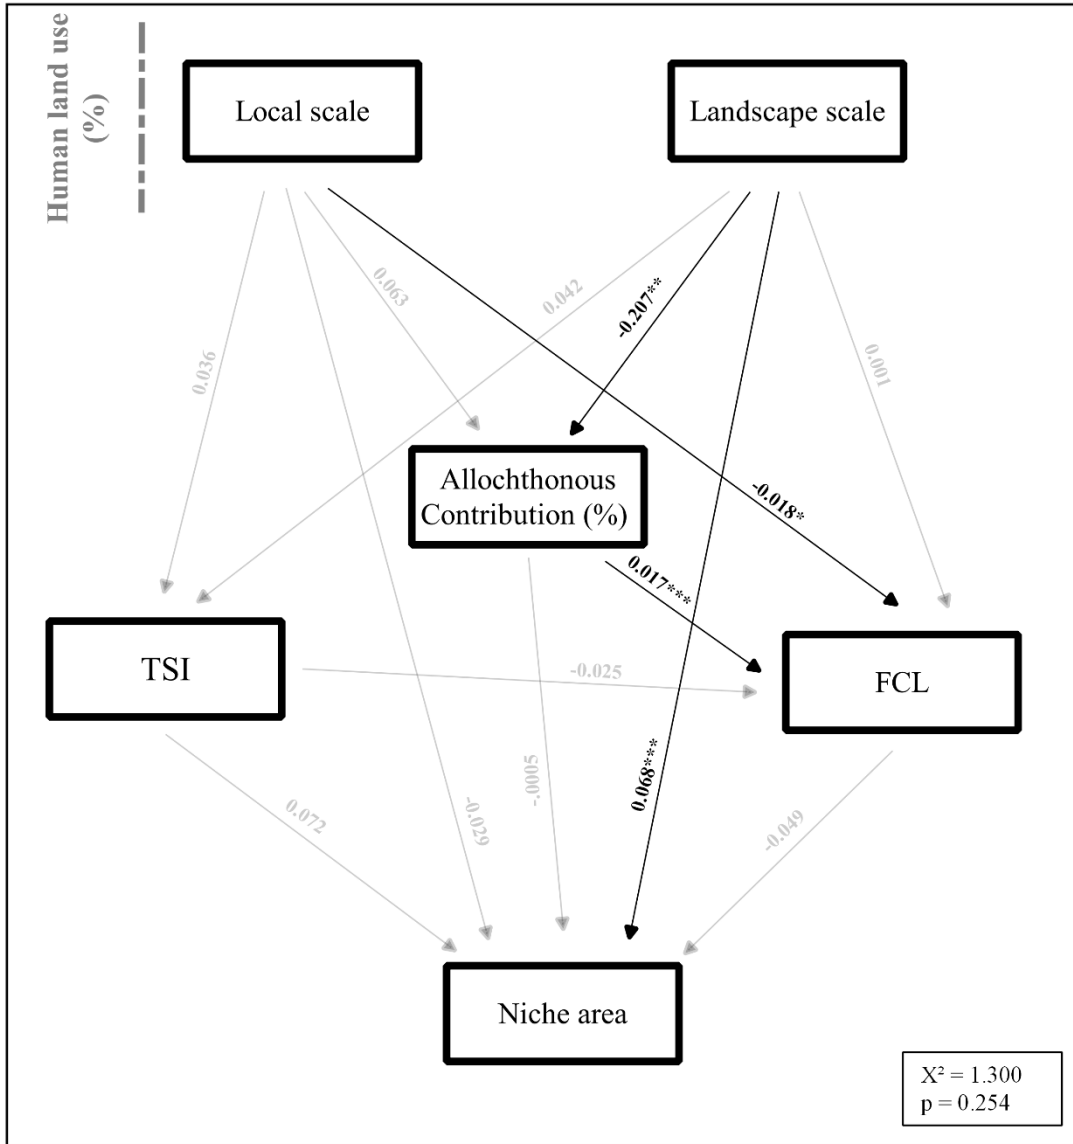 Human land use
(%)
Local scale
Landscape scale
0.063
0.042
-0.207**
0.036
0.001
Allochthonous
Contribution (%)
-0.018*
0.017***
TSI
-0.025
FCL
0.072
-0.029
-.0005
0.068***
-0.049
Niche area
X² = 1.300
p = 0.254